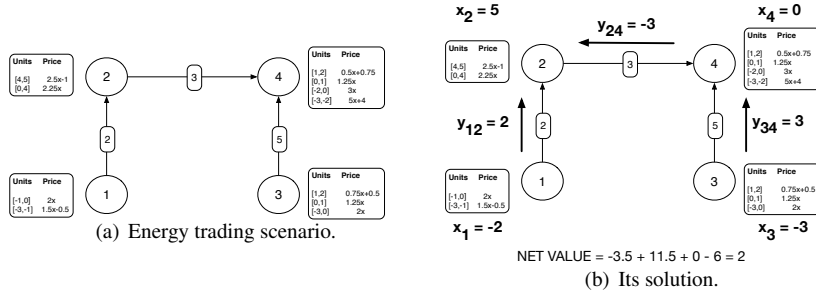 Units Price
[4,5] 2.5x-1
[0,4] 2.25x
2
3
4
Units Price
[1,2] 0.5x+0.75
[0,1] 1.25x
[-2,0] 3x
[-3,-2] 5x+4
2
5
Units Price
[-1,0] 2x
[-3,-1] 1.5x-0.5
1
3
Units Price
[1,2] 0.75x+0.5
[0,1] 1.25x
[-3,0] 2x
(a) Energy trading scenario.
x2 = 5
y24 = -3
x4 = 0
Units Price
[4,5] 2.5x-1
[0,4] 2.25x
2
3
4
Units Price
[1,2] 0.5x+0.75
[0,1] 1.25x
[-2,0] 3x
[-3,-2] 5x+4
y12 = 2
2
5
y34 = 3
Units Price
[-1,0] 2x
[-3,-1] 1.5x-0.5
1
3
Units Price
[1,2] 0.75x+0.5
[0,1] 1.25x
[-3,0] 2x
x1 = -2
x3 = -3
NET VALUE = -3.5 + 11.5 + 0 - 6 = 2
(b) Its solution.